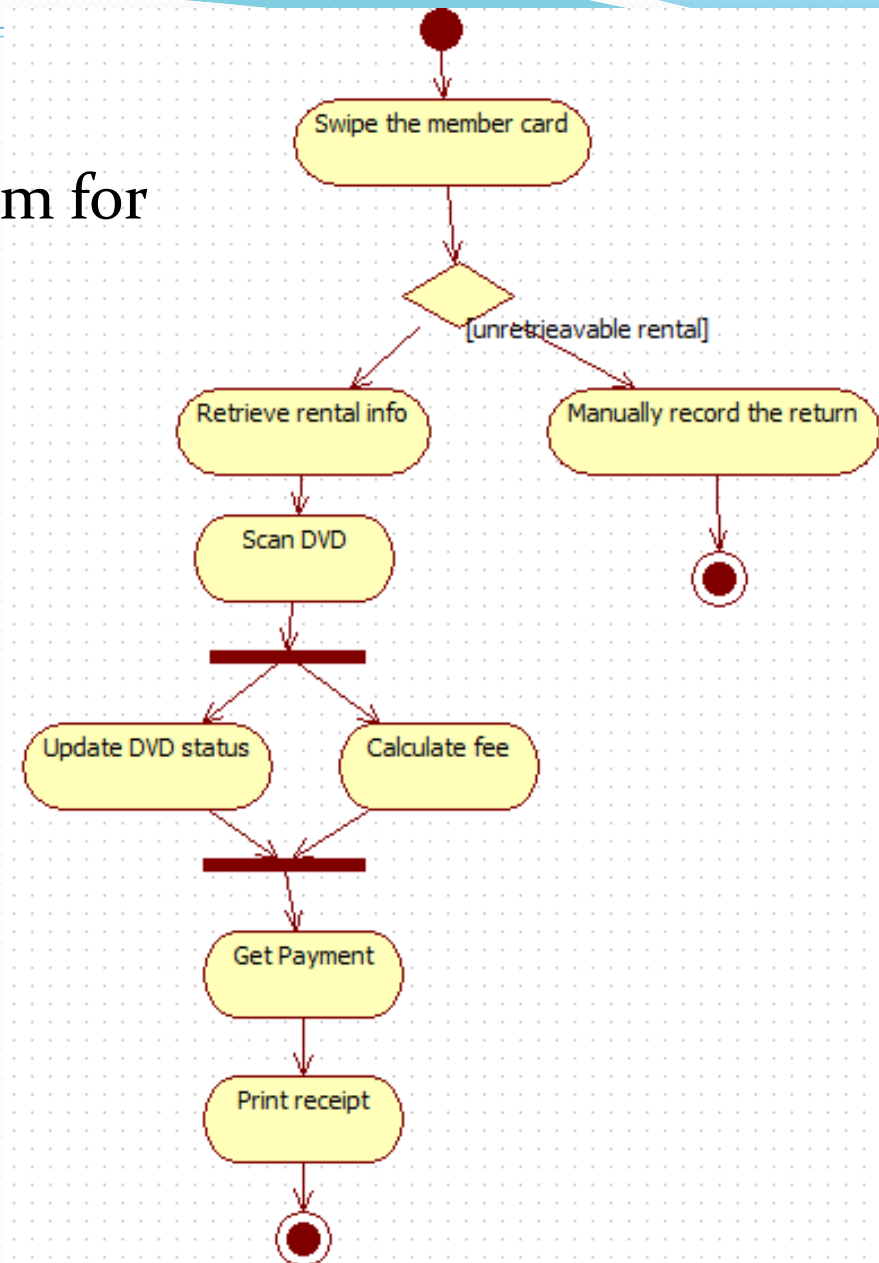 Swipe the member card
m for
[unretrieavable rental]
Retrieve rental info
Manually record the return
Scan DVD
Update DVD status
Calculate fee
Get Payment
Print receipt